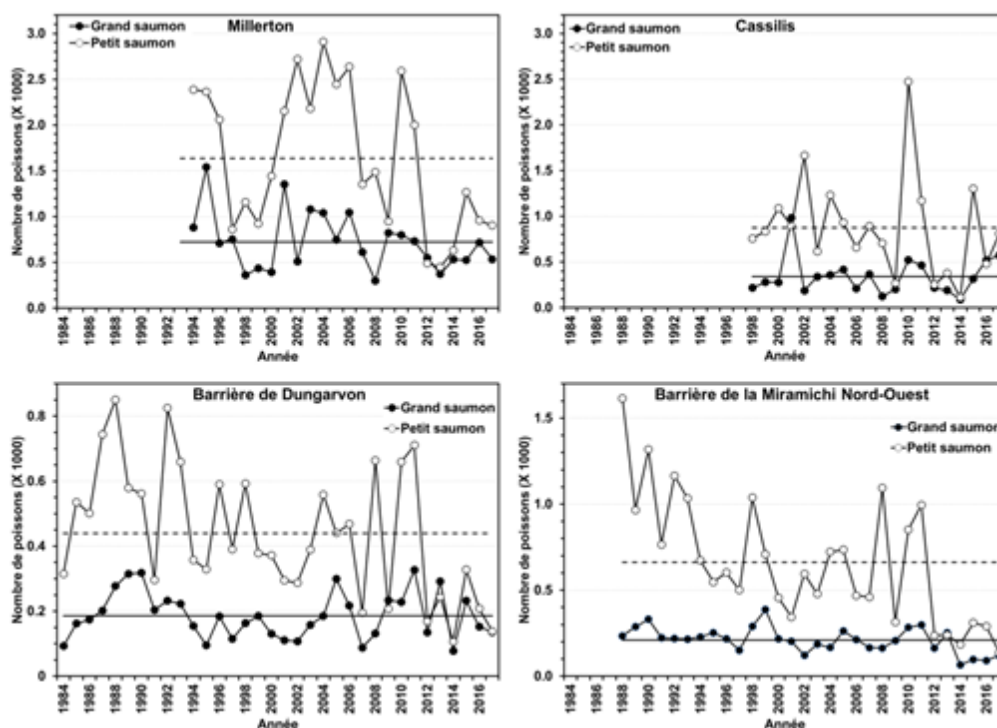 Millerton
Grand saumon
Petit saumon
Nombre de poissons (X 1000)
3.0
2.5
2.0
1.5
1.0
0.5
0.0
1984 1986 1988 1990 1992 1994 1996 1998 2000 2002 2004 2006 2008 2010 2012 2014 2016
Année
Cassilis
Grand saumon
Petit saumon
Nombre de poissons (X 1000)
3.0
2.5
2.0
1.5
1.0
0.5
0.0
1984 1986 1988 1990 1992 1994 1996 1998 2000 2002 2004 2006 2008 2010 2012 2014 2016
Année
Barrière de Dungarvon
Grand saumon
Petit saumon
Nombre de poissons (X 1000)
0.8
0.6
0.4
0.2
0
1984 1986 1988 1990 1992 1994 1996 1998 2000 2002 2004 2006 2008 2010 2012 2014 2016
Année
Barrière de la Miramichi Nord-Ouest
Grand saumon
Petit saumon
Nombre de poissons (X 1000)
1.5
1.0
0.5
0.0
1984 1986 1988 1990 1992 1994 1996 1998 2000 2002 2004 2006 2008 2010 2012 2014 2016
Année